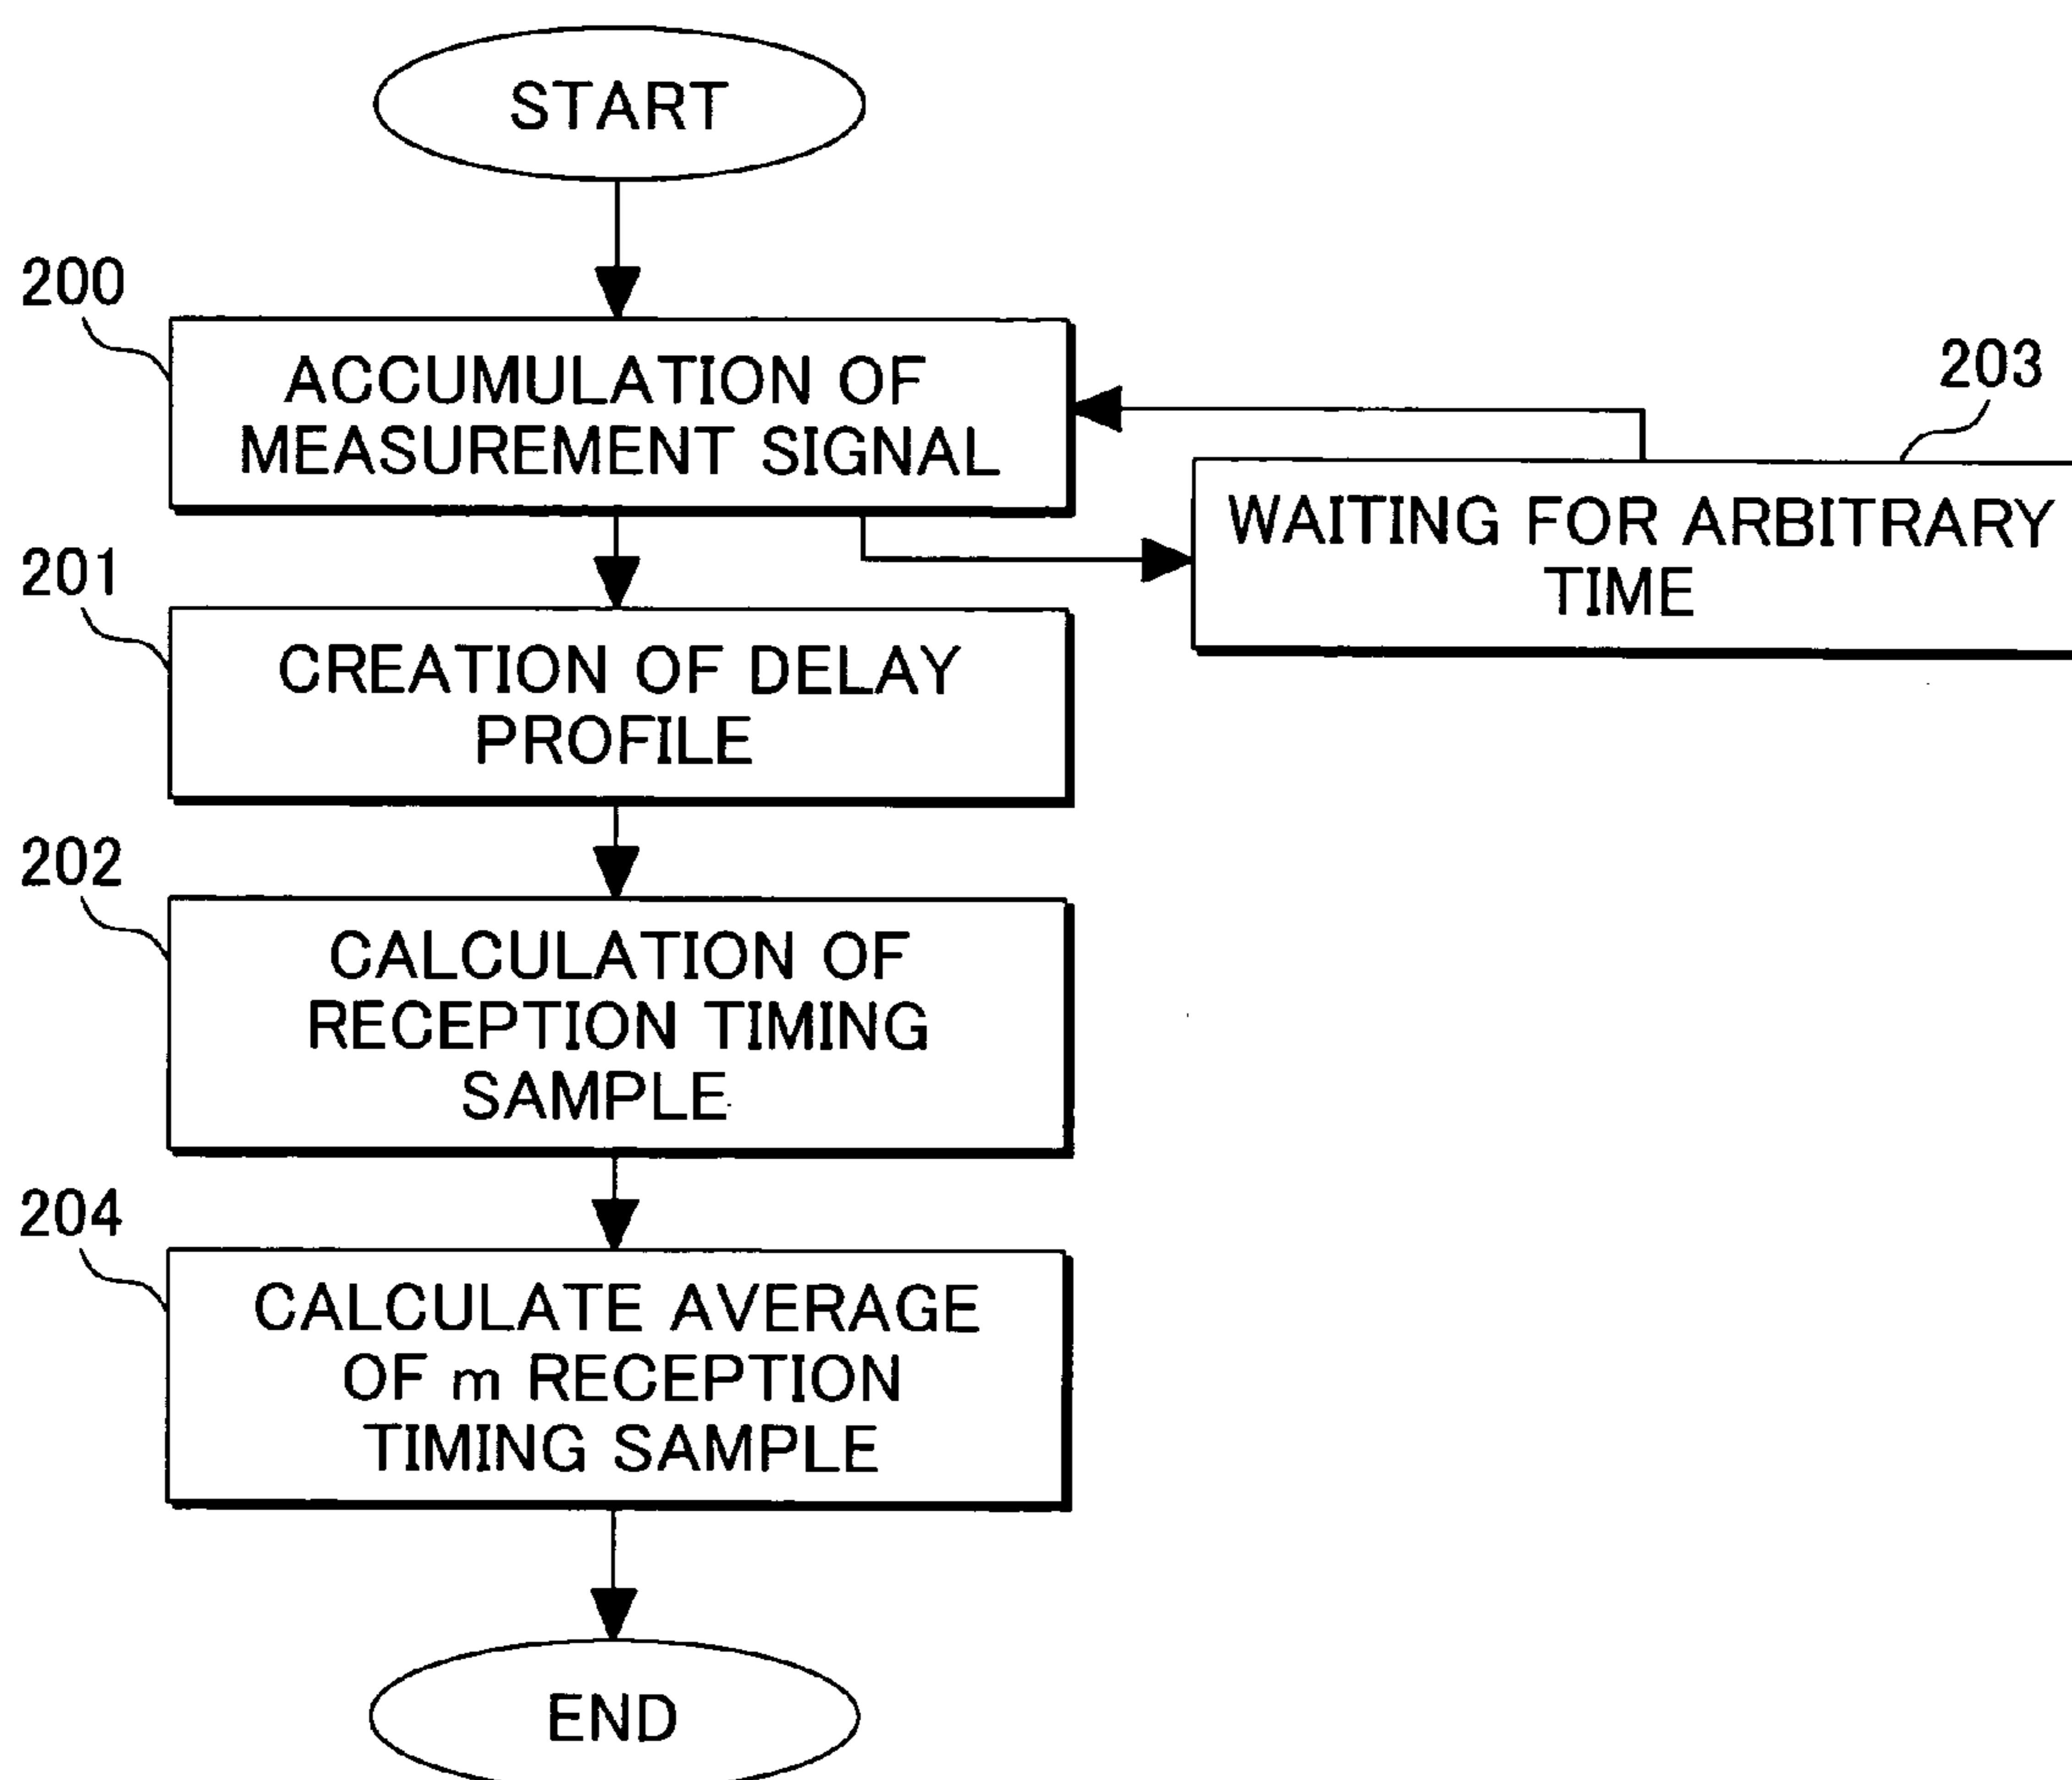 START
200
ACCUMULATION OF
MEASUREMENT SIGNAL
203
WAITING FOR ARBITRARY
TIME
201
CREATION OF DELAY
PROFILE
202
CALCULATION OF
RECEPTION TIMING
SAMPLE
204
CALCULATE AVERAGE
OF m RECEPTION
TIMING SAMPLE
END